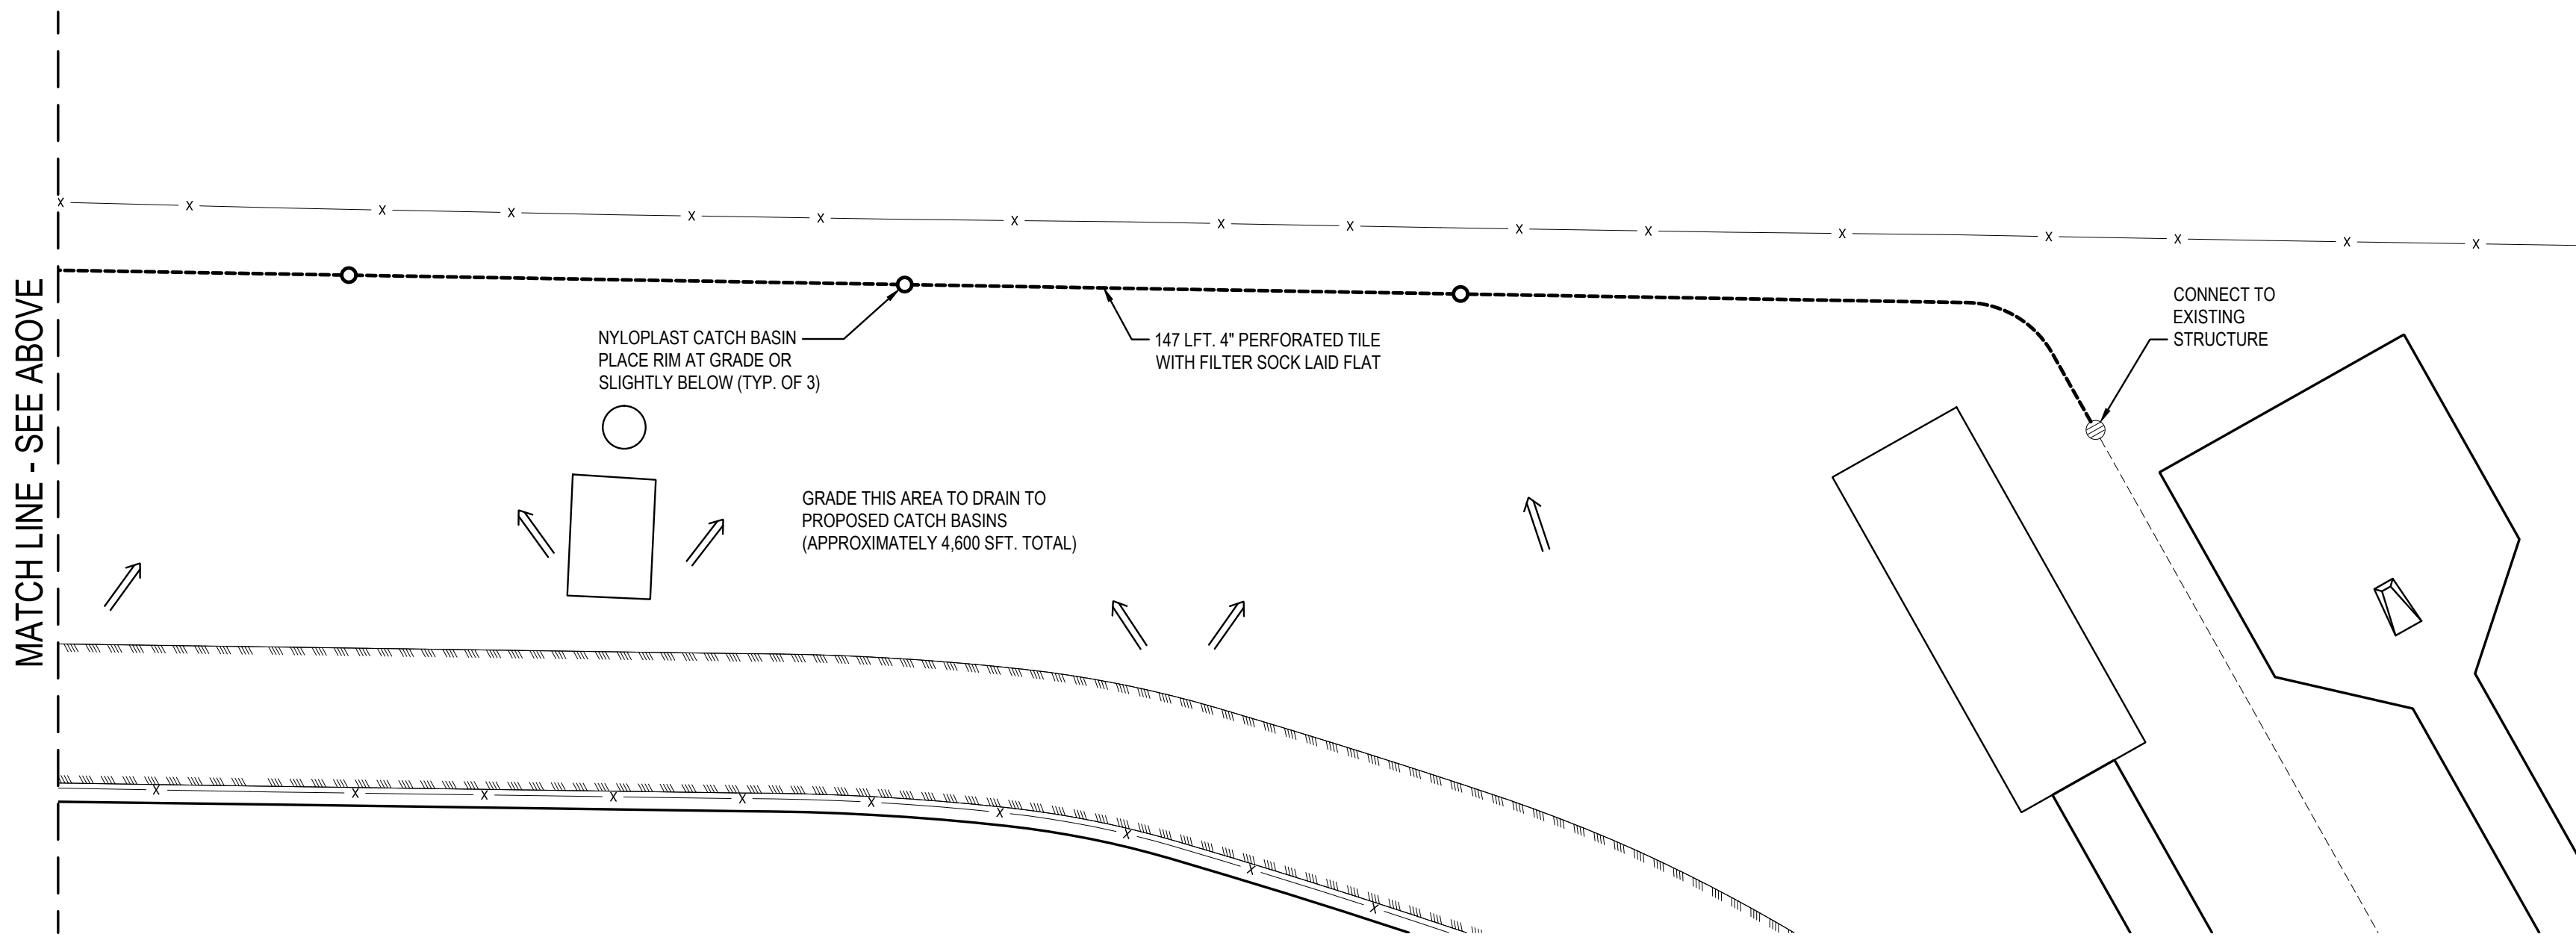 MATCH LINE - SEE ABOVE
NYLOPLAST CATCH BASIN
PLACE RIM AT GRADE OR
SLIGHTLY BELOW (TYP. OF 3)
147 LFT. 4" PERFORATED TILE
WITH FILTER SOCK LAID FLAT
CONNECT TO
EXISTING
STRUCTURE
GRADE THIS AREA TO DRAIN TO
PROPOSED CATCH BASINS
(APPROXIMATELY 4,600 SFT. TOTAL)